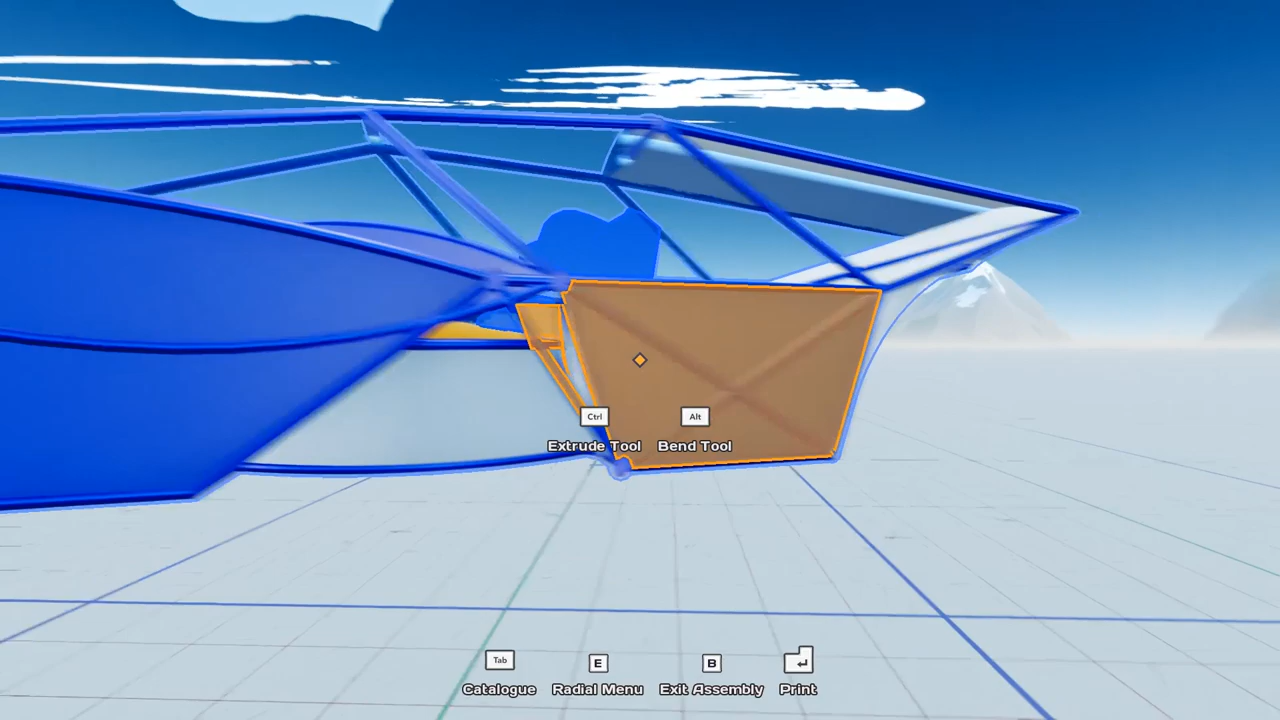 Ctrl Alt
Extrude Tool Bend Tool
Tab E B
Catalogue Radial Menu Exit Assembly Print